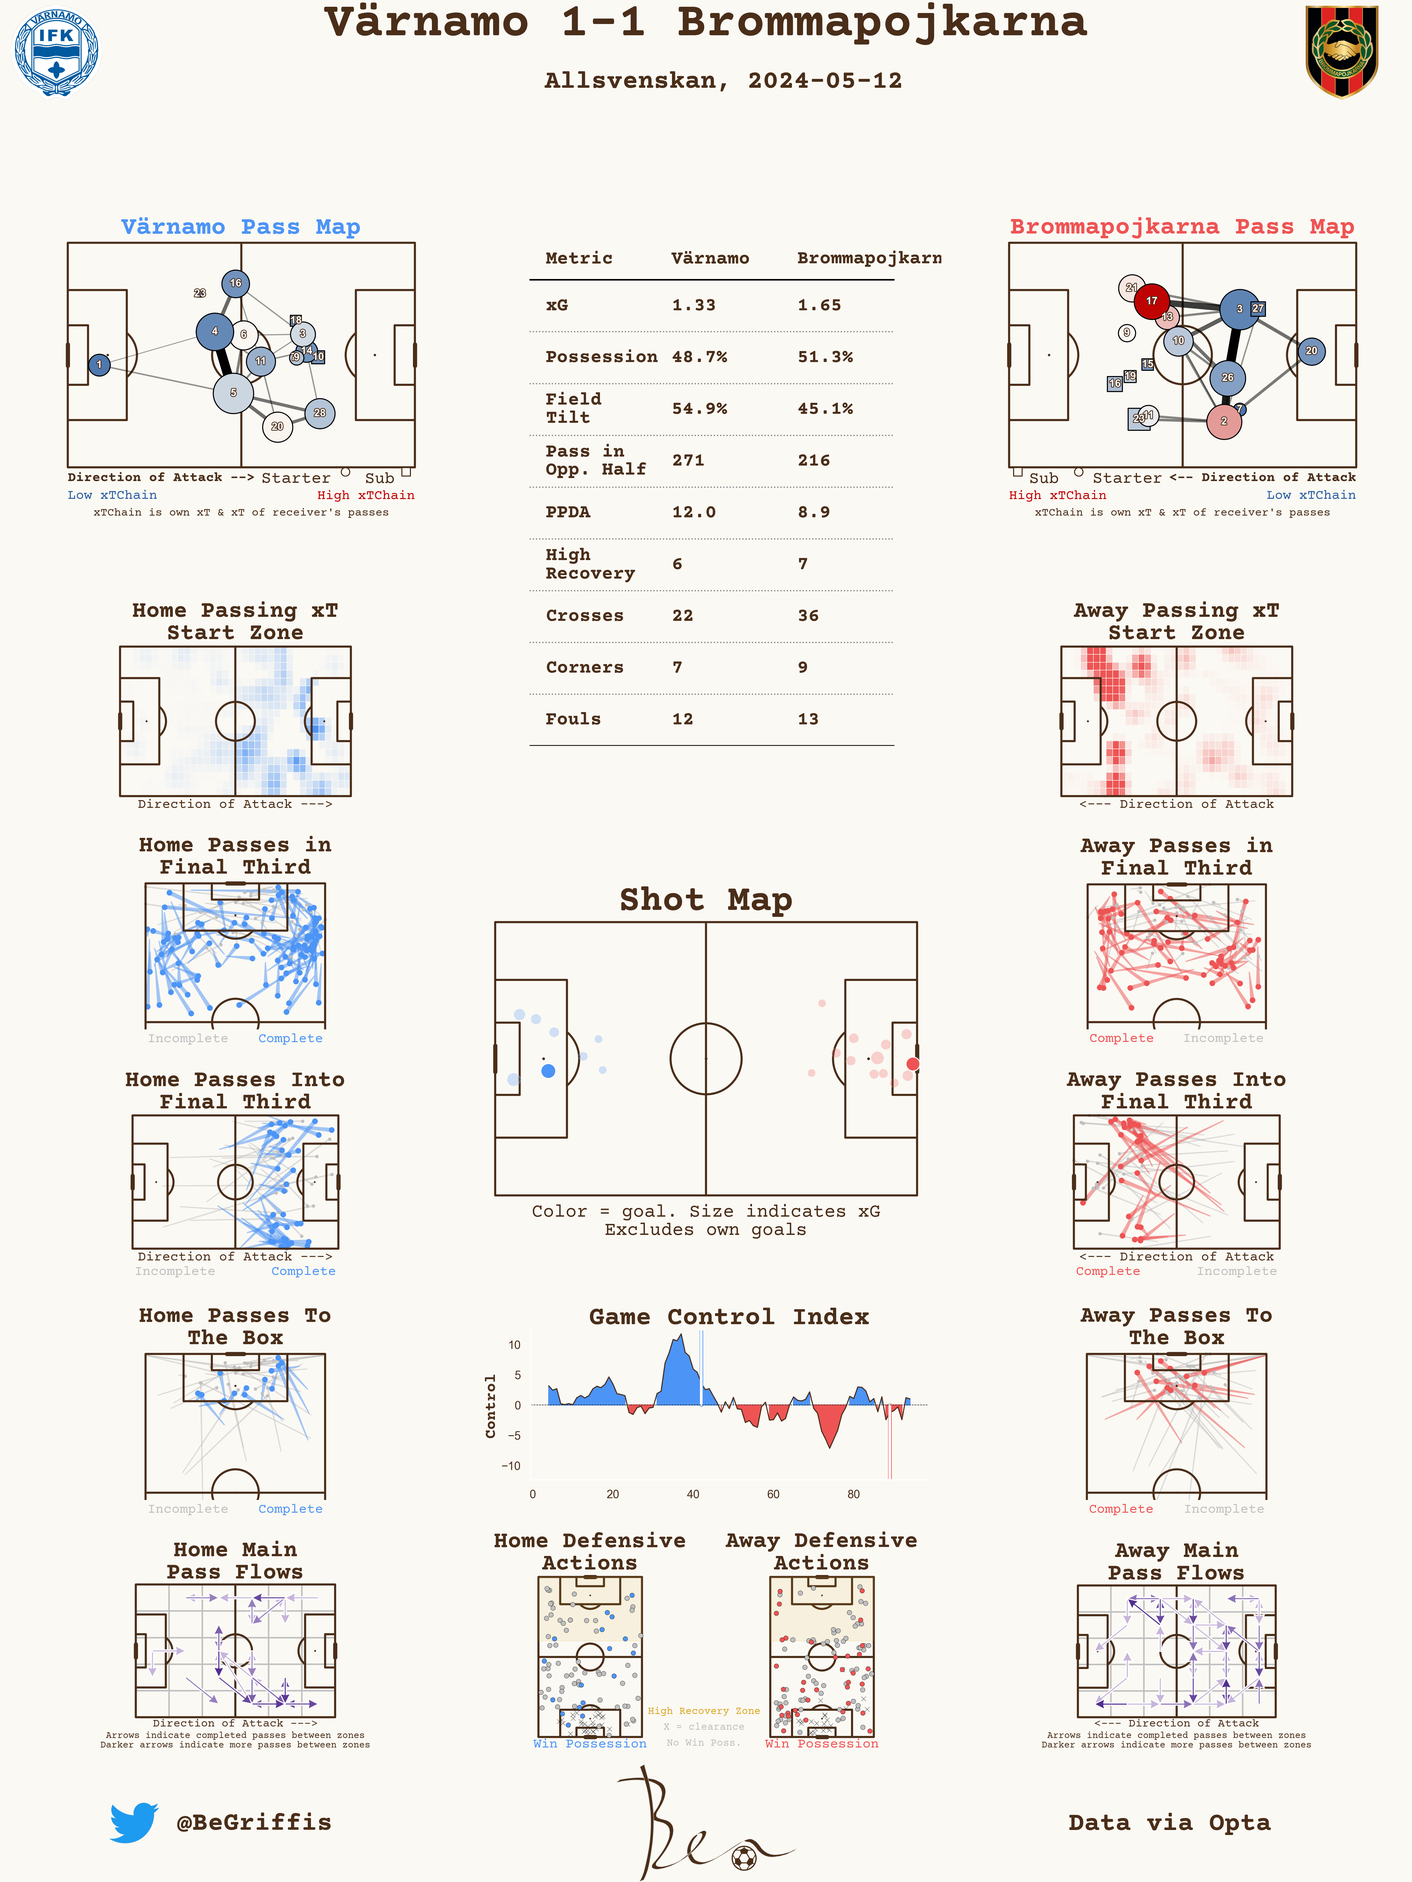 Värnamo 1-1 Brommapojkarna
Allsvenskan, 2024-05-12
VÄRNAMO
IFK
BROMMAPOJKARNA
Värnamo Pass Map
16
23
18
4
6
3
14
7
9
10
11
1
5
28
20
Direction of Attack --> Starter Sub
Low xTChain High xTChain
xTChain is own xT & xT of receiver's passes
Metric Värnamo Brommapojkarn
xG 1.33 1.65
Possession 48.7% 51.3%
Field
Tilt 54.9% 45.1%
Pass in
Opp. Half 271 216
PPDA 12.0 8.9
High
Recovery 6 7
Crosses 22 36
Corners 7 9
Fouls 12 13
Brommapojkarna Pass Map
21
17
13
3
27
9
10
20
15
19
16
26
7
23
11
2
Sub Starter <-- Direction of Attack
High xTChain Low xTChain
xTChain is own xT & xT of receiver's passes
Home Passing xT
Start Zone
Direction of Attack --->
Away Passing xT
Start Zone
<--- Direction of Attack
Home Passes in
Final Third
Incomplete Complete
Away Passes in
Final Third
Complete Incomplete
Shot Map
Color = goal. Size indicates xG
Excludes own goals
Home Passes Into
Final Third
Direction of Attack --->
Incomplete Complete
Away Passes Into
Final Third
<--- Direction of Attack
Complete Incomplete
Home Passes To
The Box
Incomplete Complete
Game Control Index
Control
10
5
0
−5
−10
0 20 40 60 80
Away Passes To
The Box
Complete Incomplete
Home Main
Pass Flows
Direction of Attack --->
Arrows indicate completed passes between zones
Darker arrows indicate more passes between zones
Home Defensive
Actions
Win Possession
High Recovery Zone
X = clearance
No Win Poss.
Away Defensive
Actions
Win Possession
Away Main
Pass Flows
<--- Direction of Attack
Arrows indicate completed passes between zones
Darker arrows indicate more passes between zones
@BeGriffis
Ben
Data via Opta